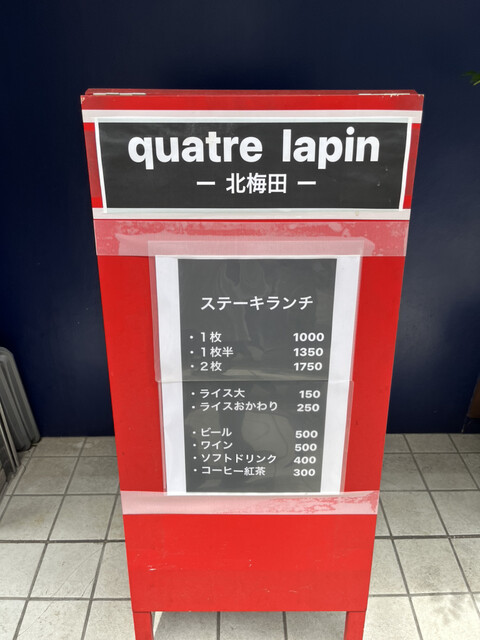 quatre lapin
ー 北梅田 ー
ステーキランチ
・１枚 1000
・１枚半 1350
・２枚 1750
・ライス大 150
・ライスおかわり 250
・ビール 500
・ワイン 500
・ソフトドリンク 400
・コーヒー紅茶 300